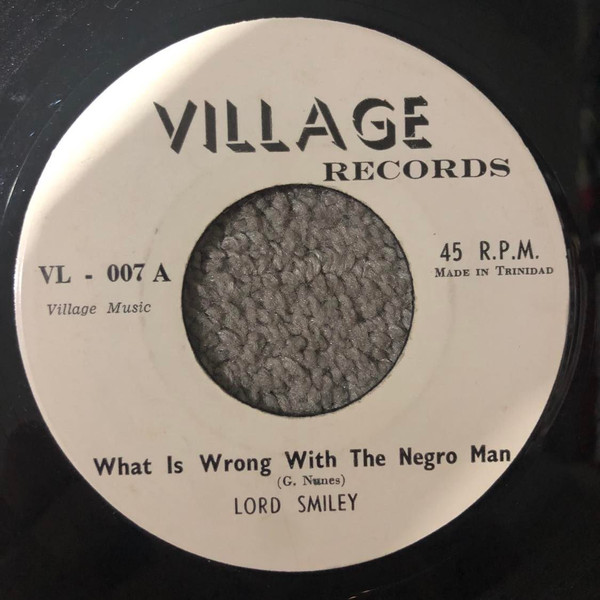 VILLAGE
RECORDS
VL - 007 A
Village Music
45 R.P.M.
MADE IN TRINIDAD
What Is Wrong With The Negro Man
(G. Nunes)
LORD SMILEY